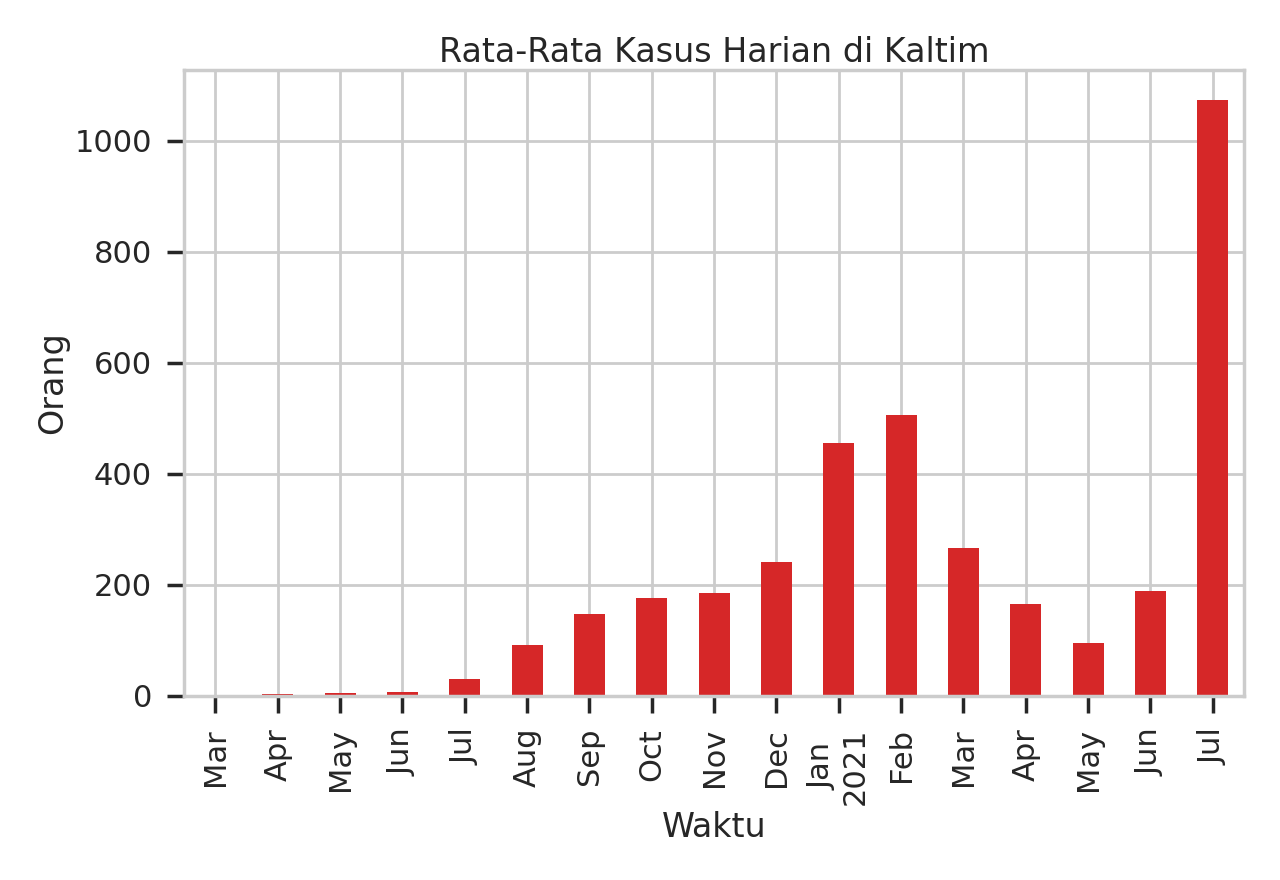 Rata-Rata Kasus Harian di Kaltim
Orang
1000
800
600
400
200
0
Mar
Apr
May
Jun
Jul
Aug
Sep
Oct
Nov
Dec
Jan
2021
Feb
Mar
Apr
May
Jun
Jul
Waktu